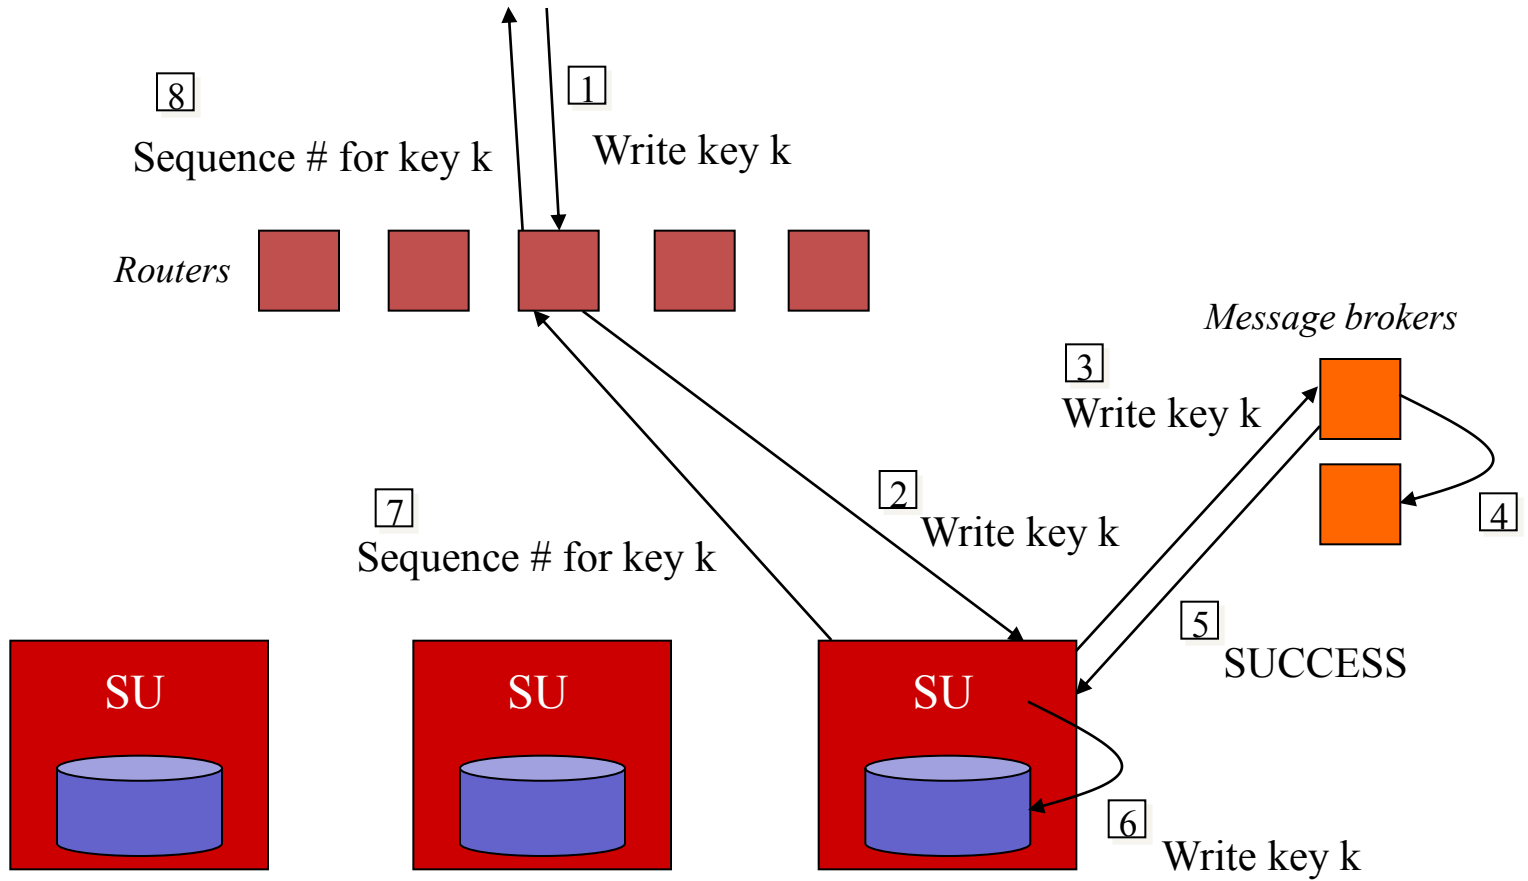 8
1
Sequence # for key k
Write key k
Routers
Message brokers
3
Write key k
2
Write key k
7
Sequence # for key k
4
5
SUCCESS
SU
SU
SU
6
Write key k